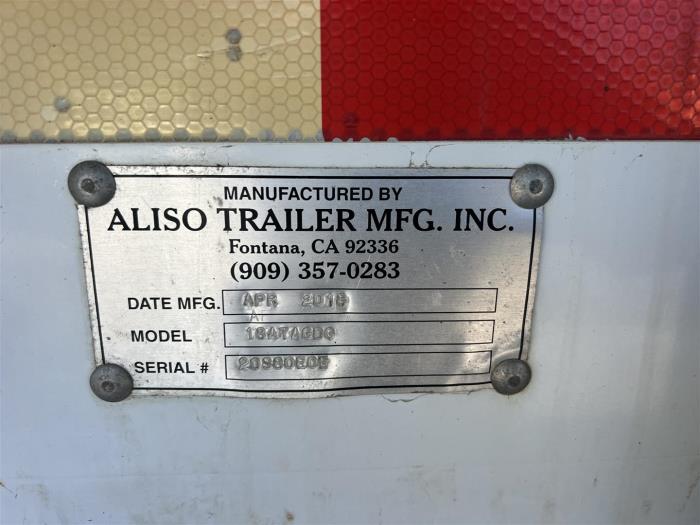 MANUFACTURED BY
ALISO TRAILER MFG. INC.
Fontana, CA 92336
(909) 357-0283
DATE MFG. APR
MODEL
SERIAL #